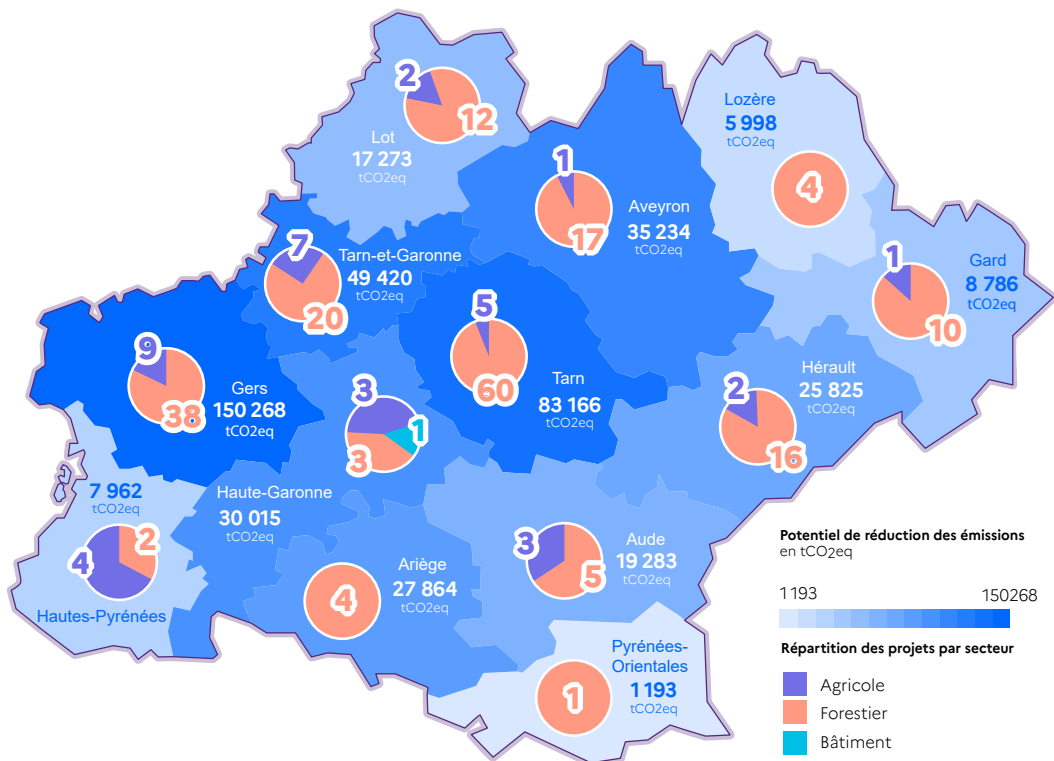 2
12
Lot
17 273
tCO2eq
Lozère
5 998
tCO2eq
4
1
17
Aveyron
35 234
tCO2eq
7
20
Tarn-et-Garonne
49 420
tCO2eq
1
10
Gard
8 786
tCO2eq
5
60
Tarn
83 166
tCO2eq
9
38
Gers
150 268
tCO2eq
2
16
Hérault
25 825
tCO2eq
3
1
3
Haute-Garonne
30 015
tCO2eq
7 962
tCO2eq
4
2
Hautes-Pyrénées
4
Ariège
27 864
tCO2eq
3
5
Aude
19 283
tCO2eq
1
Pyrénées-
Orientales
1 193
tCO2eq
Potentiel de réduction des émissions
en tCO2eq
1 193
150268
Répartition des projets par secteur
Agricole
Forestier
Bâtiment